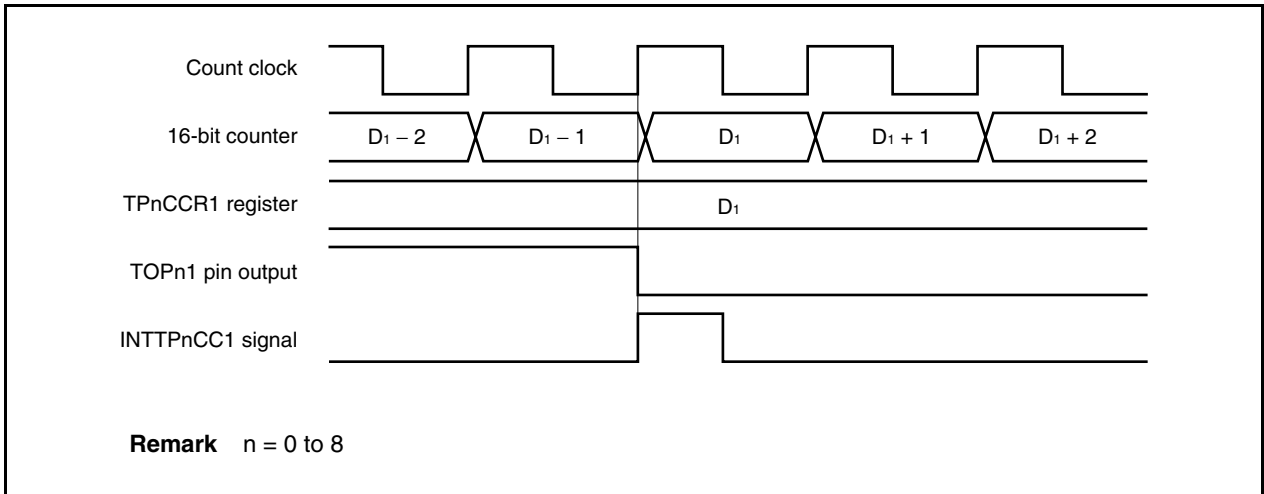 Count clock
16-bit counter D₁ − 2 D₁ − 1 D₁ D₁ + 1 D₁ + 2
TPnCCR1 register D₁
TOPn1 pin output
INTTPnCC1 signal
Remark n = 0 to 8